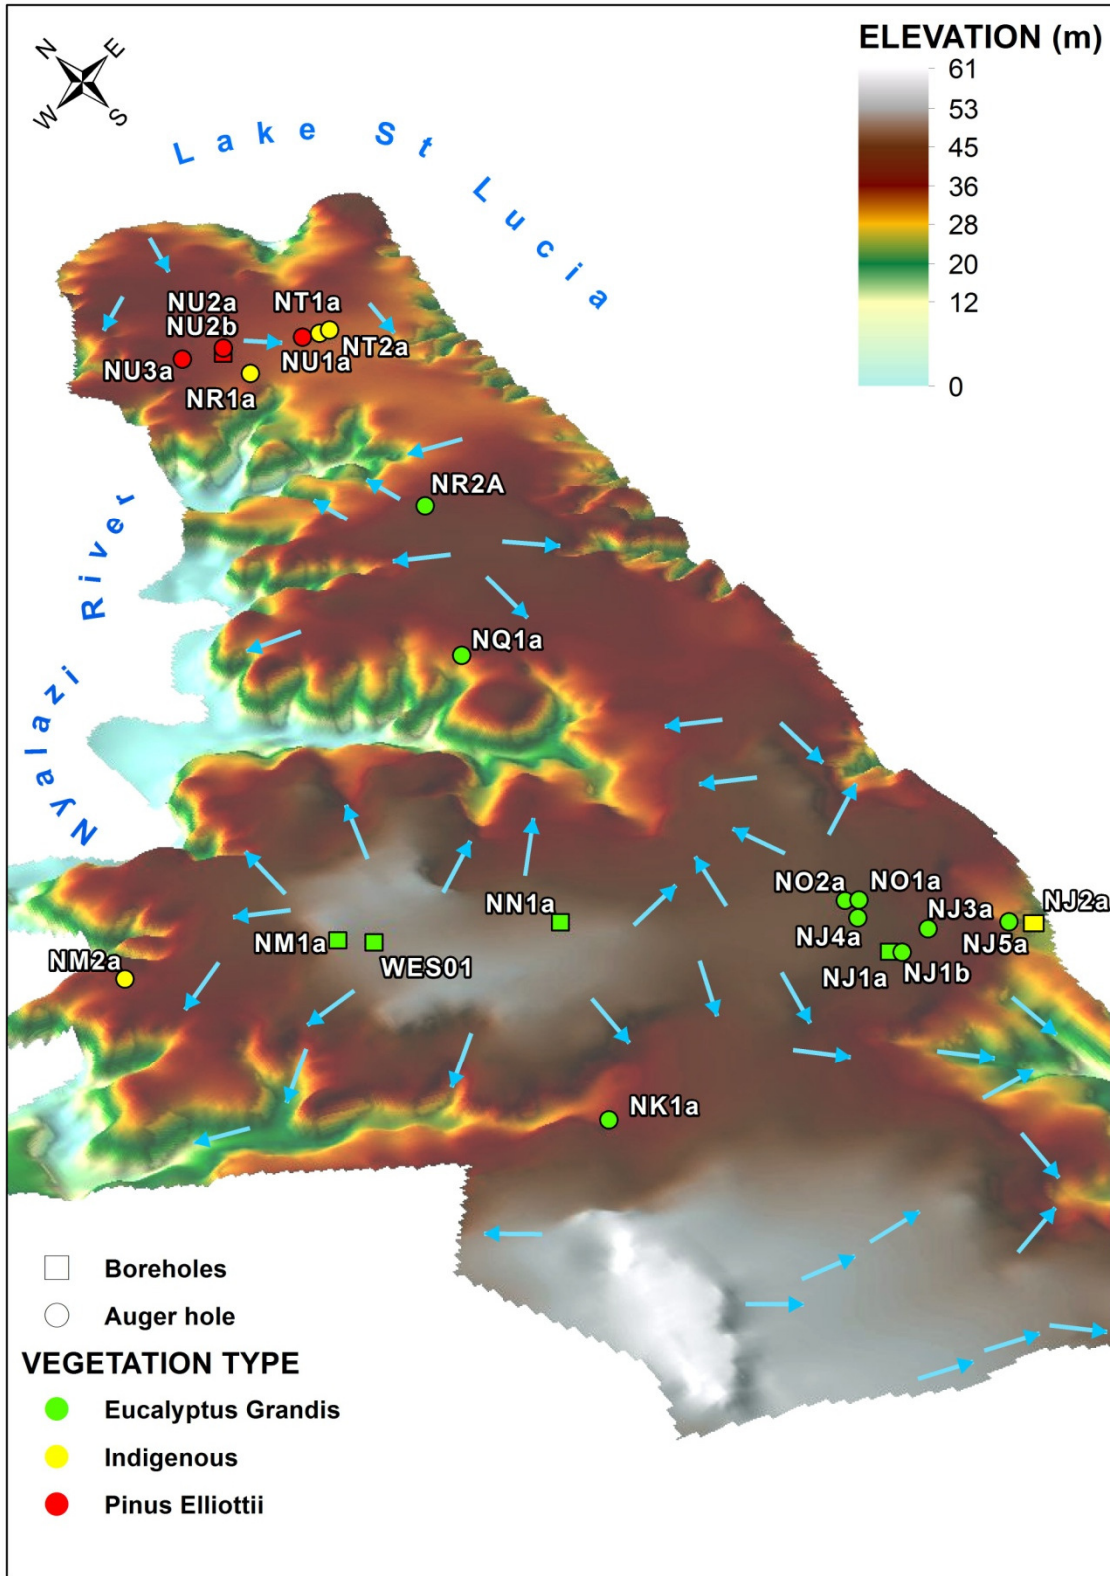 ELEVATION (m)
61
53
45
36
28
20
12
0
N
E
W
S
Lake St Lucia
NU2a
NT1a
NU2b
NU3a
NU1a
NT2a
NR1a
NR2A
Nyalazi River
NQ1a
NO2a
NO1a
NN1a
NJ3a
NJ2a
NM1a
NJ4a
NJ5a
NM2a
WES01
NJ1a
NJ1b
NK1a
Boreholes
Auger hole
VEGETATION TYPE
Eucalyptus Grandis
Indigenous
Pinus Elliottii